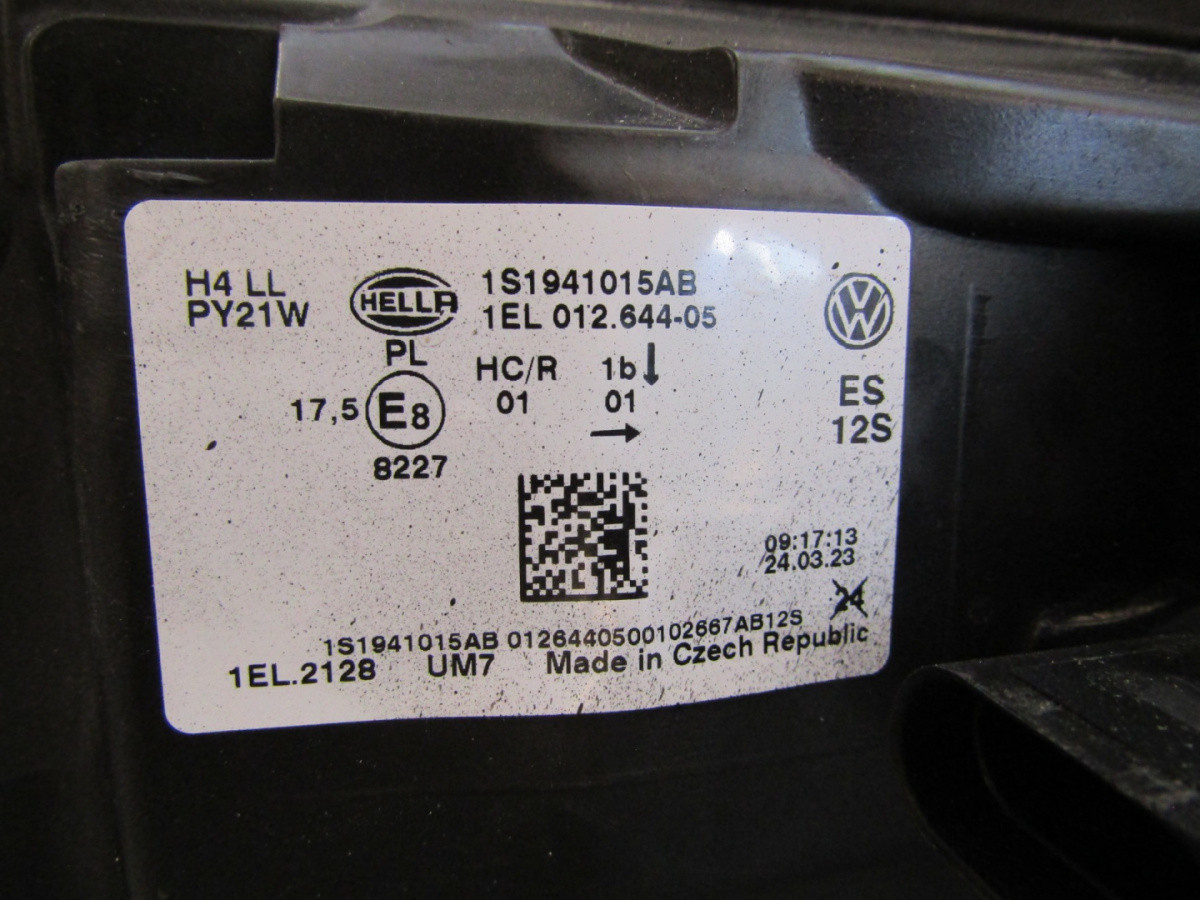 H4 LL
PY21W
HELLA
1S1941015AB
1EL 012.644-05
PL
HC/R 1b↓
17,5 E8 01 01
→
8227
VW
ES
12S
09:17:13
24.03.23
24
1S1941015AB 0126440500102667AB12S
1EL.2128 UM7 Made in Czech Republic